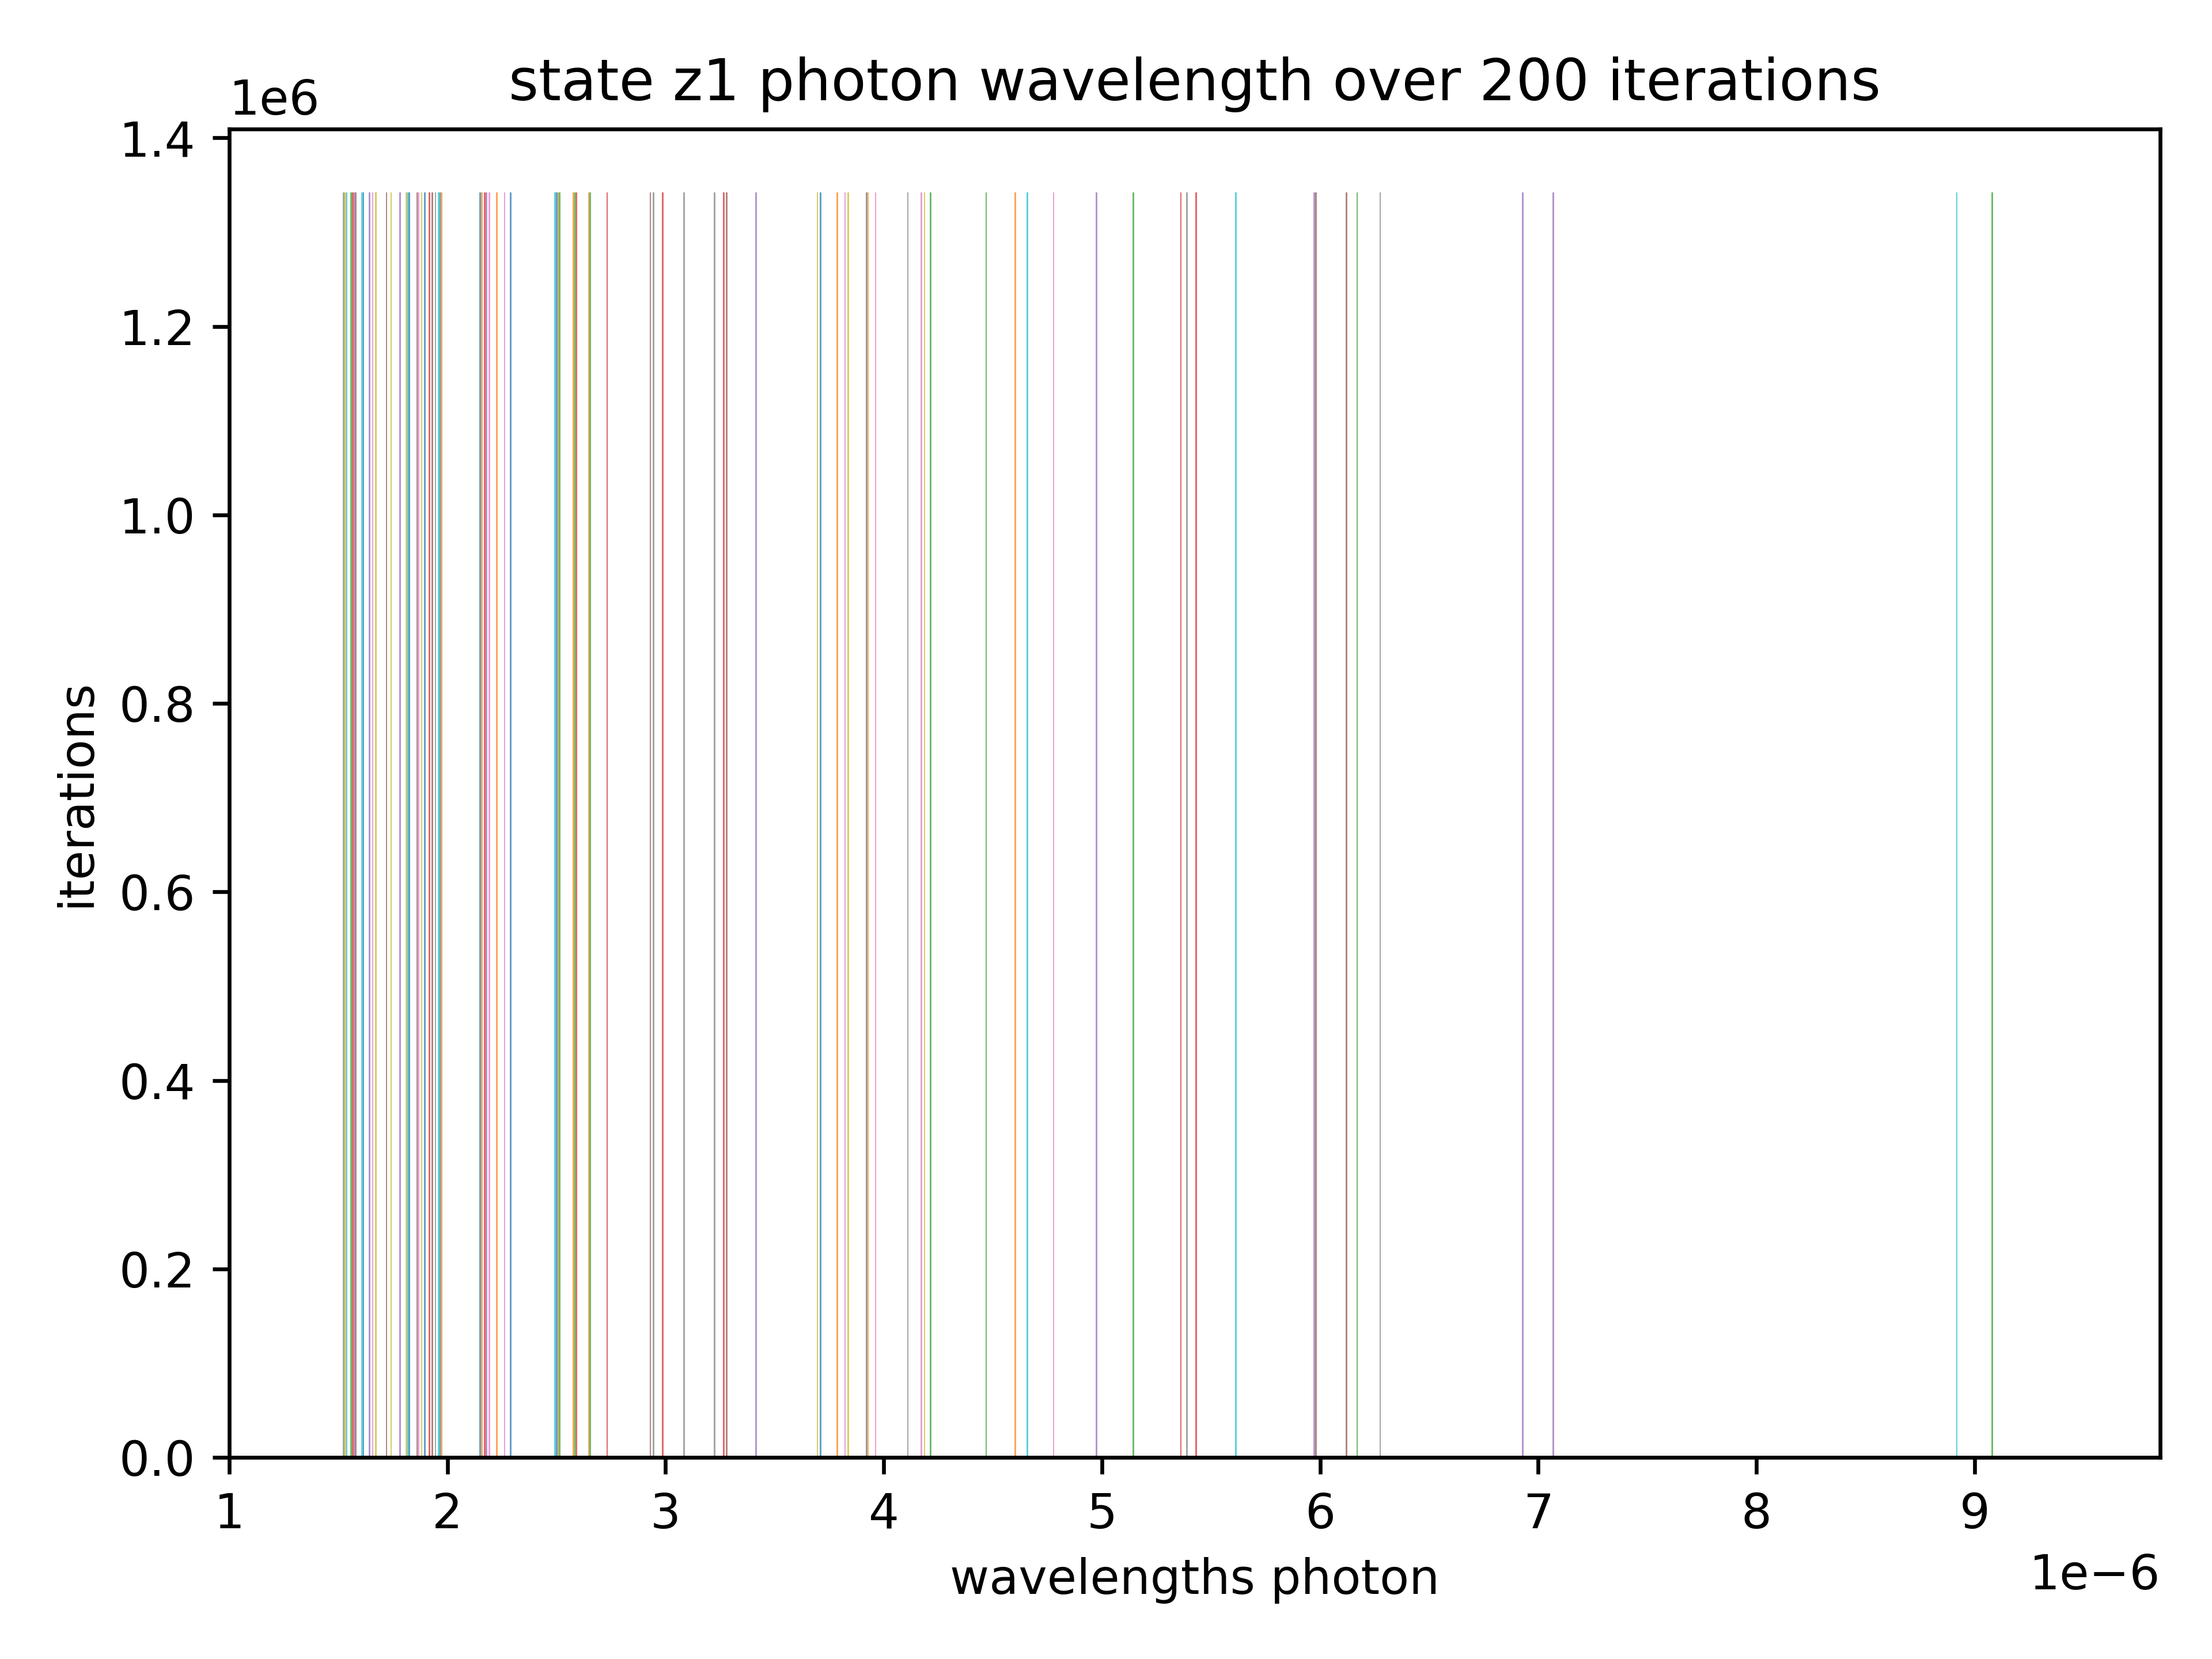 state z1 photon wavelength over 200 iterations
1e6
1.4
1.2
1.0
0.8
0.6
0.4
0.2
0.0
iterations
1 2 3 4 5 6 7 8 9
wavelengths photon
1e−6